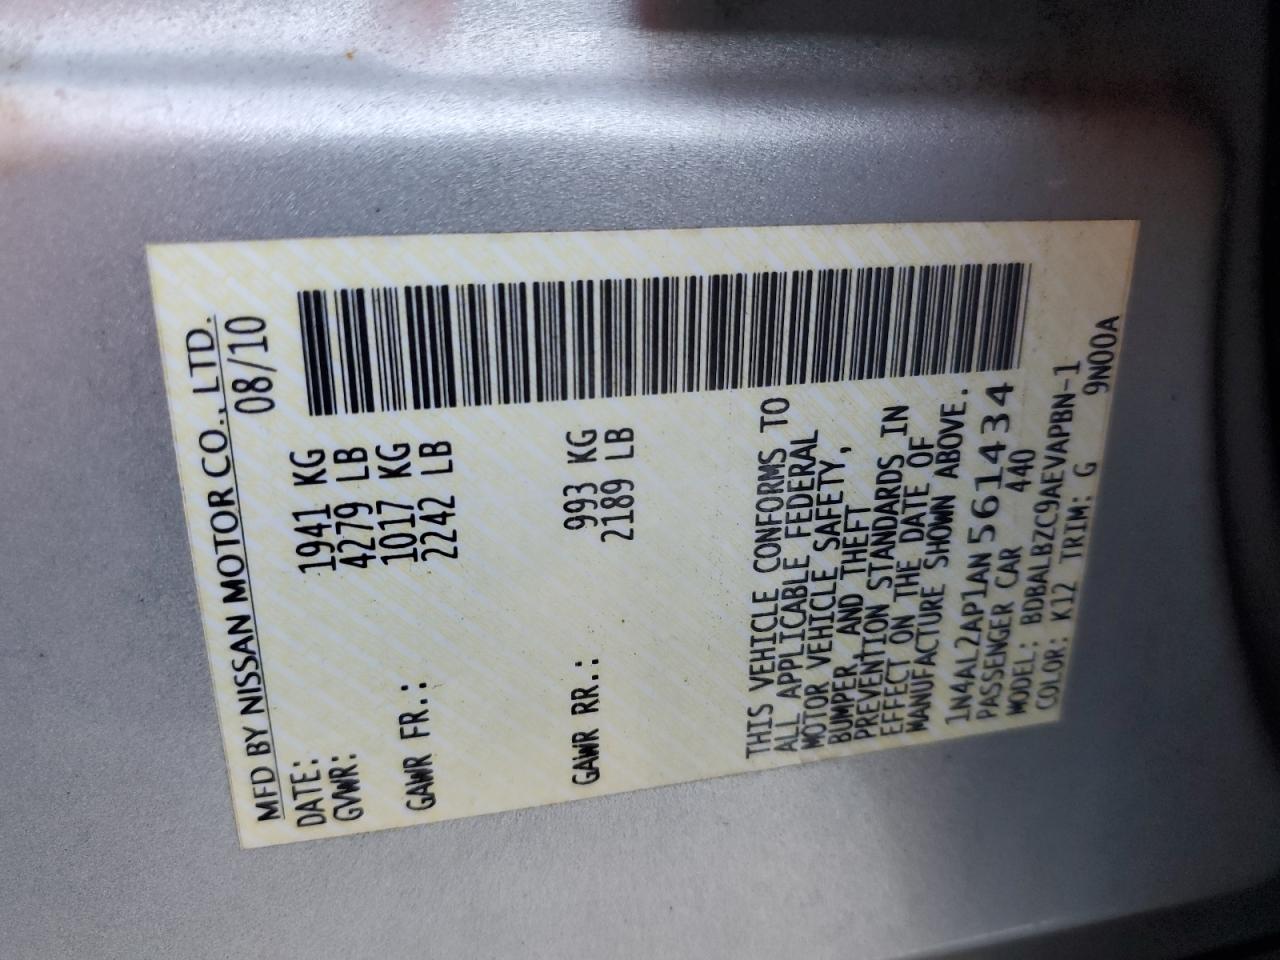 MFD BY NISSAN MOTOR CO., LTD.
DATE: 08/10
GVWR: 1941 KG
4279 LB
GAWR FR.: 1017 KG
2242 LB
GAWR RR.: 993 KG
2189 LB
THIS VEHICLE CONFORMS TO
ALL APPLICABLE FEDERAL
MOTOR VEHICLE SAFETY,
BUMPER AND THEFT
PREVENTION STANDARDS IN
EFFECT ON THE DATE OF
MANUFACTURE SHOWN ABOVE.
1N4AL2AP1AN561434
PASSENGER CAR 440
MODEL: BDBALBZC9AEVAPBN-1
COLOR: K12 TRIM: G 9N00A